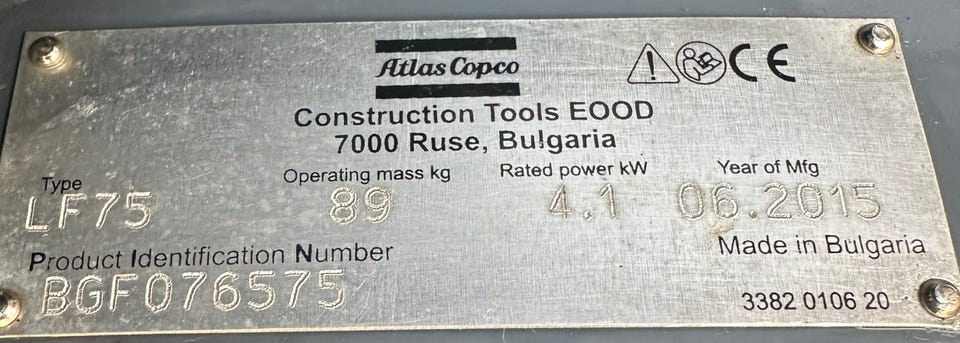 Atlas Copco
CE
Construction Tools EOOD
7000 Ruse, Bulgaria
Type Operating mass kg Rated power kW Year of Mfg
LF75 89 4.1 06.2015
Product Identification Number Made in Bulgaria
BGF076575 3382 0106 20